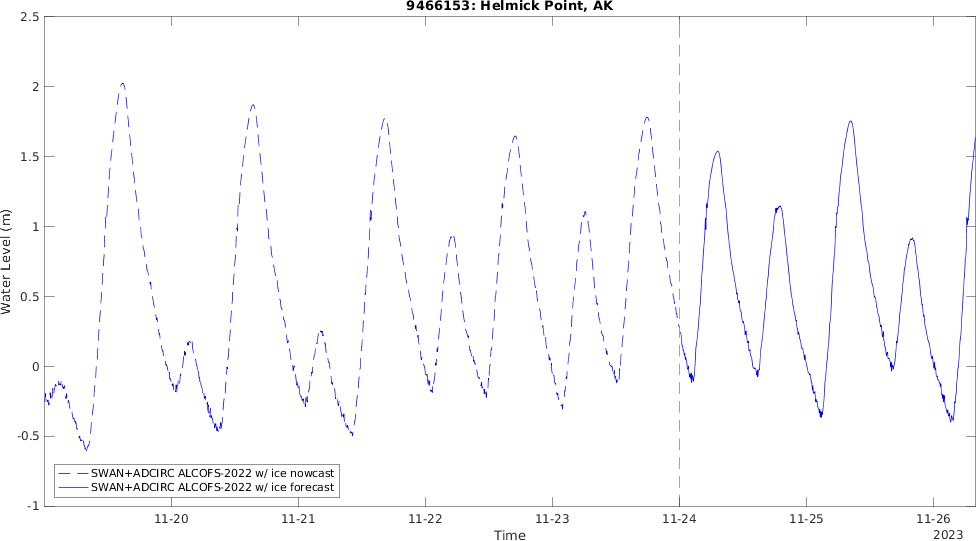 9466153: Helmick Point, AK
2.5
2
1.5
1
0.5
0
-0.5
-1
Water Level (m)
SWAN+ADCIRC ALCOFS-2022 w/ ice nowcast
SWAN+ADCIRC ALCOFS-2022 w/ ice forecast
11-20 11-21 11-22 11-23 11-24 11-25 11-26
Time
2023